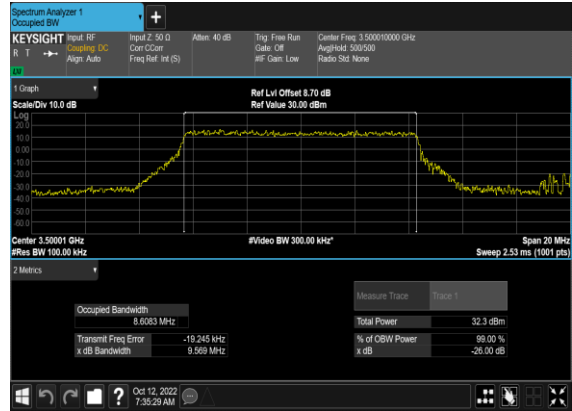 Spectrum Analyzer 1
Occupied BW
KEYSIGHT
R T
LV
Input: RF
Coupling: DC
Align: Auto
Input Z: 50 Ω
Corr CCorr
Freq Ref: Int (S)
Atten: 40 dB
Trig: Free Run
Gate: Off
#IF Gain: Low
Center Freq: 3.500010000 GHz
Avg|Hold: 500/500
Radio Std: None
1 Graph
Scale/Div 10.0 dB
Ref Lvl Offset 8.70 dB
Ref Value 30.00 dBm
Log
20.0
10.0
0.00
-10.0
-20.0
-30.0
-40.0
-50.0
-60.0
Center 3.50001 GHz
#Res BW 100.00 kHz
#Video BW 300.00 kHz*
Span 20 MHz
Sweep 2.53 ms (1001 pts)
2 Metrics
Measure Trace
Trace 1
Occupied Bandwidth
8.6083 MHz
Total Power
32.3 dBm
Transmit Freq Error
-19.245 kHz
% of OBW Power
99.00 %
x dB Bandwidth
9.569 MHz
x dB
-26.00 dB
Oct 12, 2022
7:35:29 AM